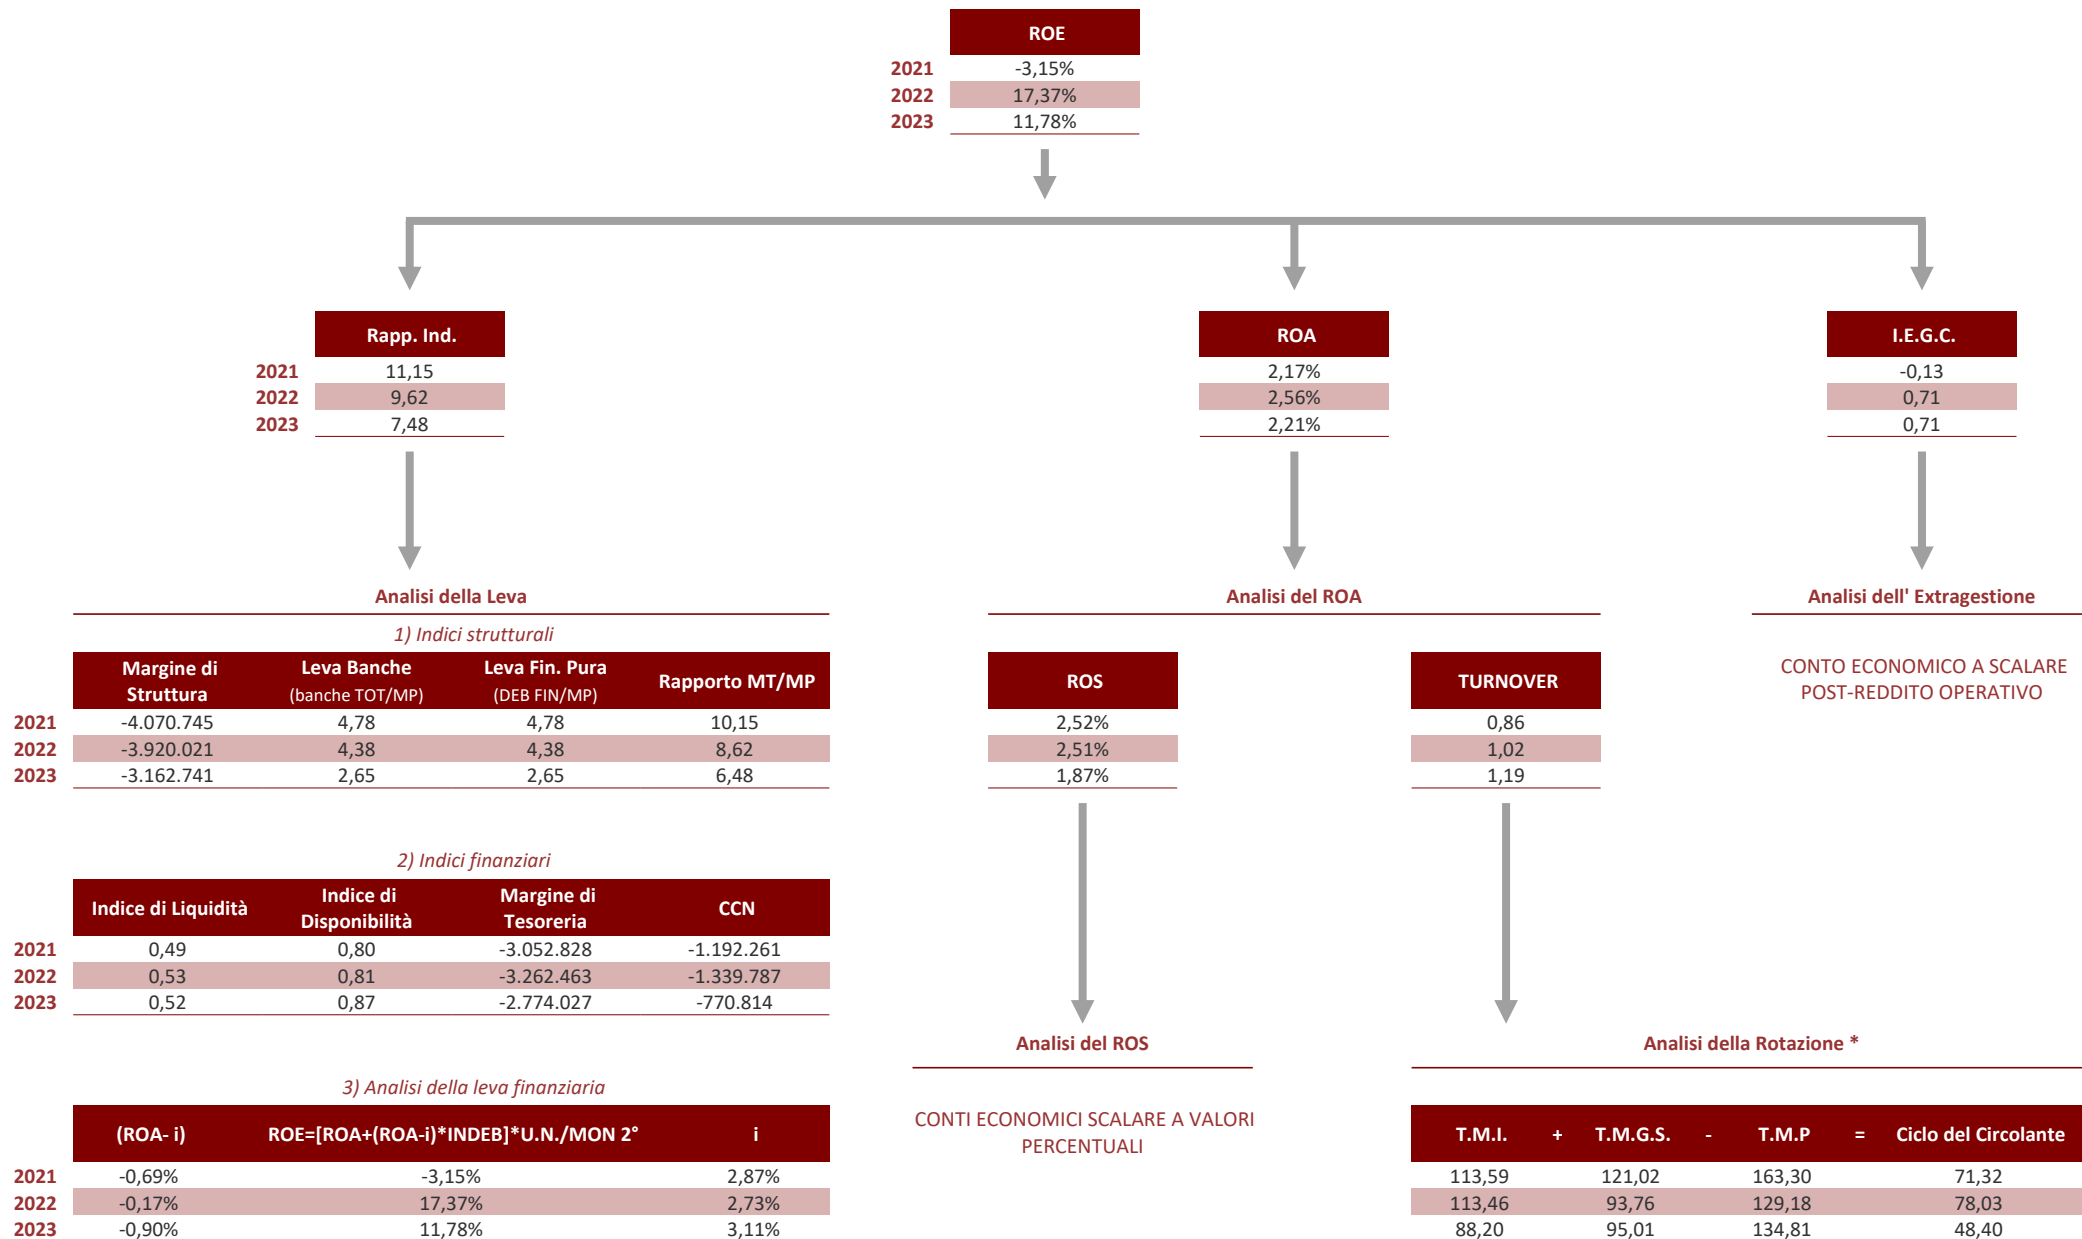 ROE
2021 -3,15%
2022 17,37%
2023 11,78%
Rapp. Ind.
2021 11,15
2022 9,62
2023 7,48
ROA
2,17%
2,56%
2,21%
I.E.G.C.
-0,13
0,71
0,71
Analisi della Leva
1) Indici strutturali
Margine di Struttura Leva Banche (banche TOT/MP) Leva Fin. Pura (DEB FIN/MP) Rapporto MT/MP
2021 -4.070.745 4,78 4,78 10,15
2022 -3.920.021 4,38 4,38 8,62
2023 -3.162.741 2,65 2,65 6,48
2) Indici finanziari
Indice di Liquidità Indice di Disponibilità Margine di Tesoreria CCN
2021 0,49 0,80 -3.052.828 -1.192.261
2022 0,53 0,81 -3.262.463 -1.339.787
2023 0,52 0,87 -2.774.027 -770.814
3) Analisi della leva finanziaria
(ROA- i) ROE=[ROA+(ROA-i)*INDEB]*U.N./MON 2° i
2021 -0,69% -3,15% 2,87%
2022 -0,17% 17,37% 2,73%
2023 -0,90% 11,78% 3,11%
Analisi del ROA
ROS
2,52%
2,51%
1,87%
TURNOVER
0,86
1,02
1,19
Analisi del ROS
CONTI ECONOMICI SCALARE A VALORI
PERCENTUALI
Analisi della Rotazione *
T.M.I. + T.M.G.S. - T.M.P = Ciclo del Circolante
113,59 121,02 163,30 71,32
113,46 93,76 129,18 78,03
88,20 95,01 134,81 48,40
Analisi dell' Extragestione
CONTO ECONOMICO A SCALARE
POST-REDDITO OPERATIVO